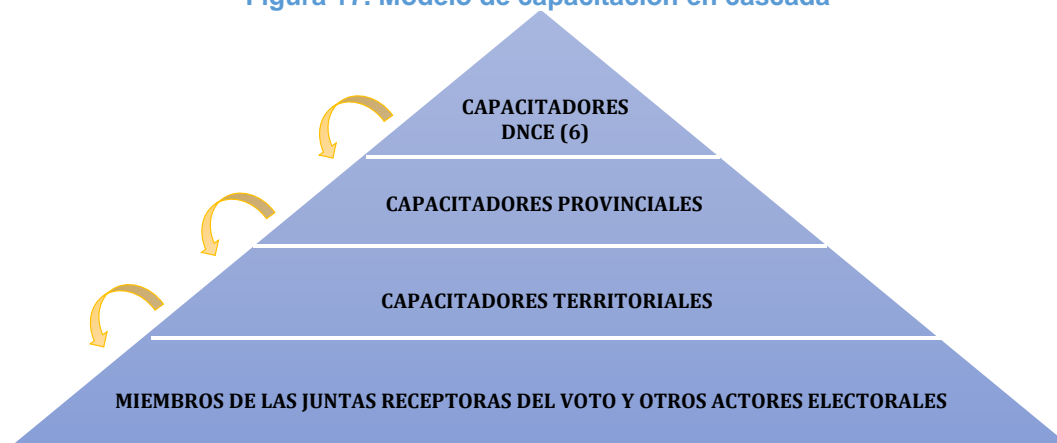 Figura 17. Modelo de capacitación en cascada
CAPACITADORES
DNCE (6)
CAPACITADORES PROVINCIALES
CAPACITADORES TERRITORIALES
MIEMBROS DE LAS JUNTAS RECEPTORAS DEL VOTO Y OTROS ACTORES ELECTORALES